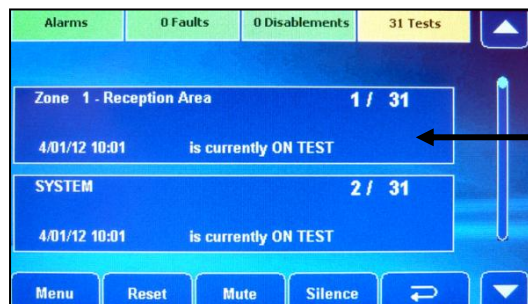 Alarms 0 Faults 0 Disablements 31 Tests
Zone 1 - Reception Area 1 / 31
4/01/12 10:01 is currently ON TEST
SYSTEM 2 / 31
4/01/12 10:01 is currently ON TEST
Menu Reset Mute Silence